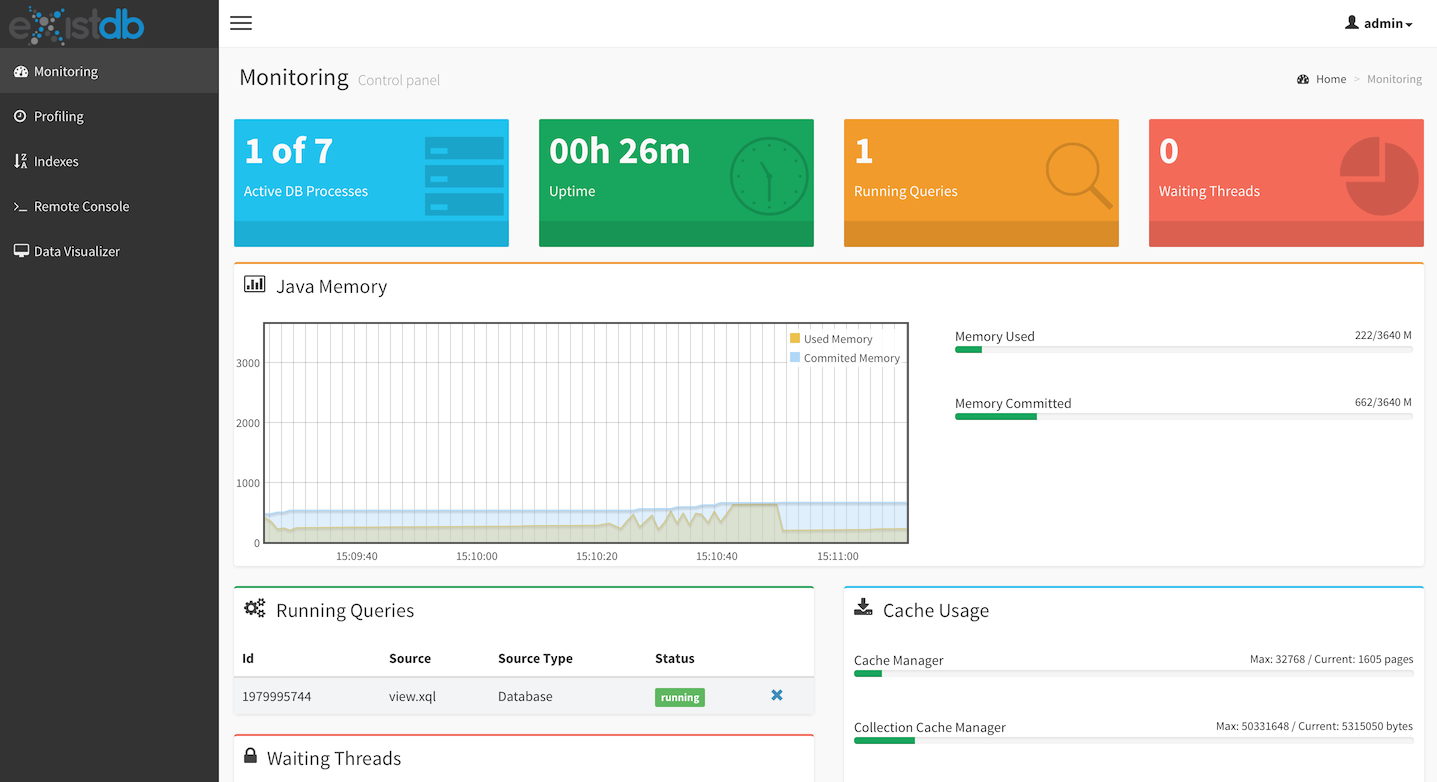 existdb
admin
Monitoring
Profiling
Indexes
Remote Console
Data Visualizer
Monitoring Control panel
Home > Monitoring
1 of 7
Active DB Processes
00h 26m
Uptime
1
Running Queries
0
Waiting Threads
Java Memory
3000
2000
1000
0
15:09:40 15:10:00 15:10:20 15:10:40 15:11:00
Used Memory
Commited Memory
Memory Used 222/3640 M
Memory Committed 662/3640 M
Running Queries
Id Source Source Type Status
1979995744 view.xql Database running
Waiting Threads
Cache Usage
Cache Manager Max: 32768 / Current: 1605 pages
Collection Cache Manager Max: 50331648 / Current: 5315050 bytes